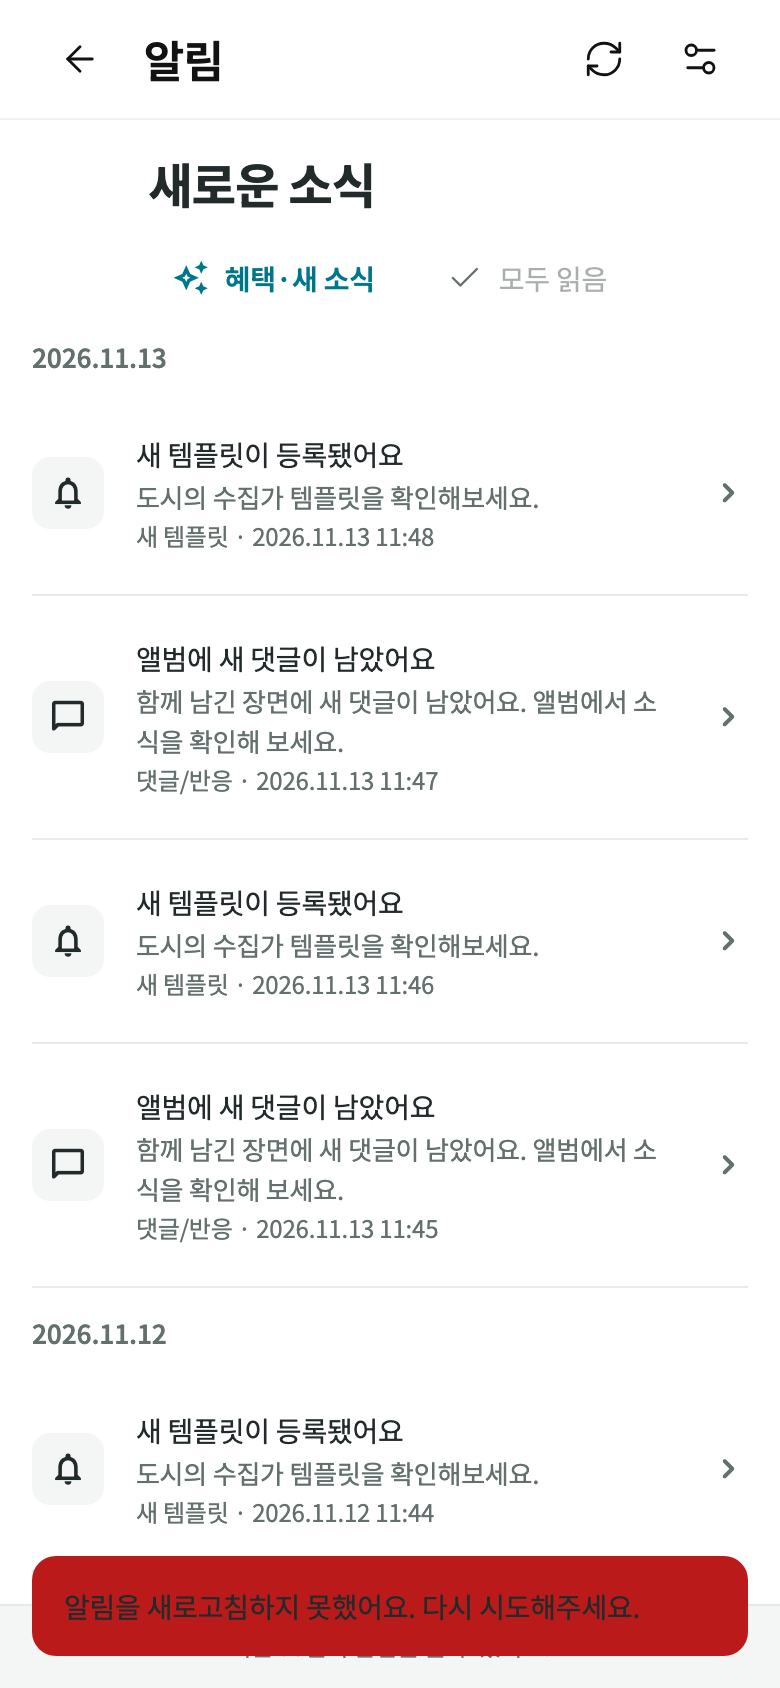 알림
새로운 소식
혜택·새 소식
모두 읽음
2026.11.13
새 템플릿이 등록됐어요
도시의 수집가 템플릿을 확인해보세요.
새 템플릿 · 2026.11.13 11:48
앨범에 새 댓글이 남았어요
함께 남긴 장면에 새 댓글이 남았어요. 앨범에서 소
식을 확인해 보세요.
댓글/반응 · 2026.11.13 11:47
새 템플릿이 등록됐어요
도시의 수집가 템플릿을 확인해보세요.
새 템플릿 · 2026.11.13 11:46
앨범에 새 댓글이 남았어요
함께 남긴 장면에 새 댓글이 남았어요. 앨범에서 소
식을 확인해 보세요.
댓글/반응 · 2026.11.13 11:45
2026.11.12
새 템플릿이 등록됐어요
도시의 수집가 템플릿을 확인해보세요.
새 템플릿 · 2026.11.12 11:44
알림을 새로고침하지 못했어요. 다시 시도해주세요.